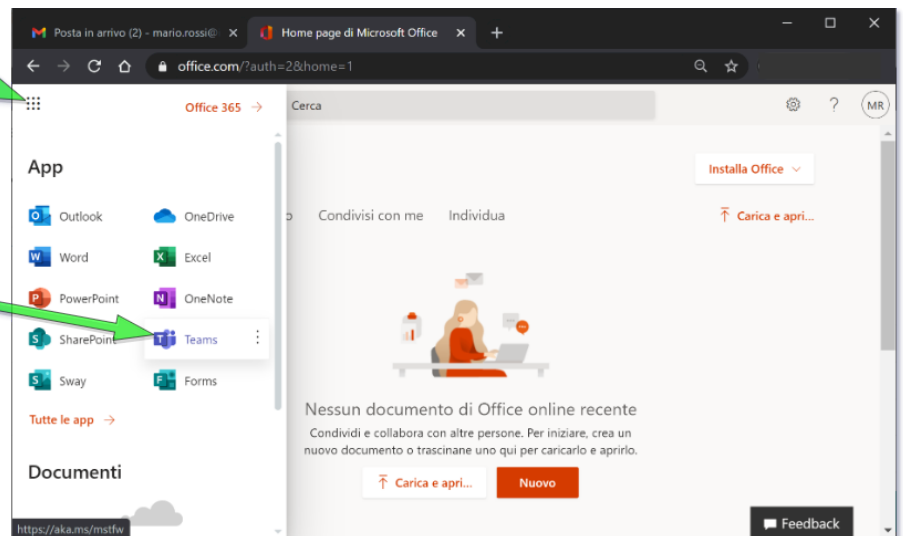 Posta in arrivo (2) - mario.rossi@
Home page di Microsoft Office
office.com/?auth=2&home=1
Office 365 →
Cerca
?
MR
App
Installa Office
Outlook
OneDrive
Condivisi con me
Individua
Carica e apri...
Word
Excel
PowerPoint
OneNote
SharePoint
Teams
Sway
Forms
Tutte le app →
Nessun documento di Office online recente
Condividi e collabora con altre persone. Per iniziare, crea un
nuovo documento o trascinane uno qui per caricarlo e aprirlo.
Documenti
Carica e apri...
Nuovo
https://aka.ms/mstfw
Feedback